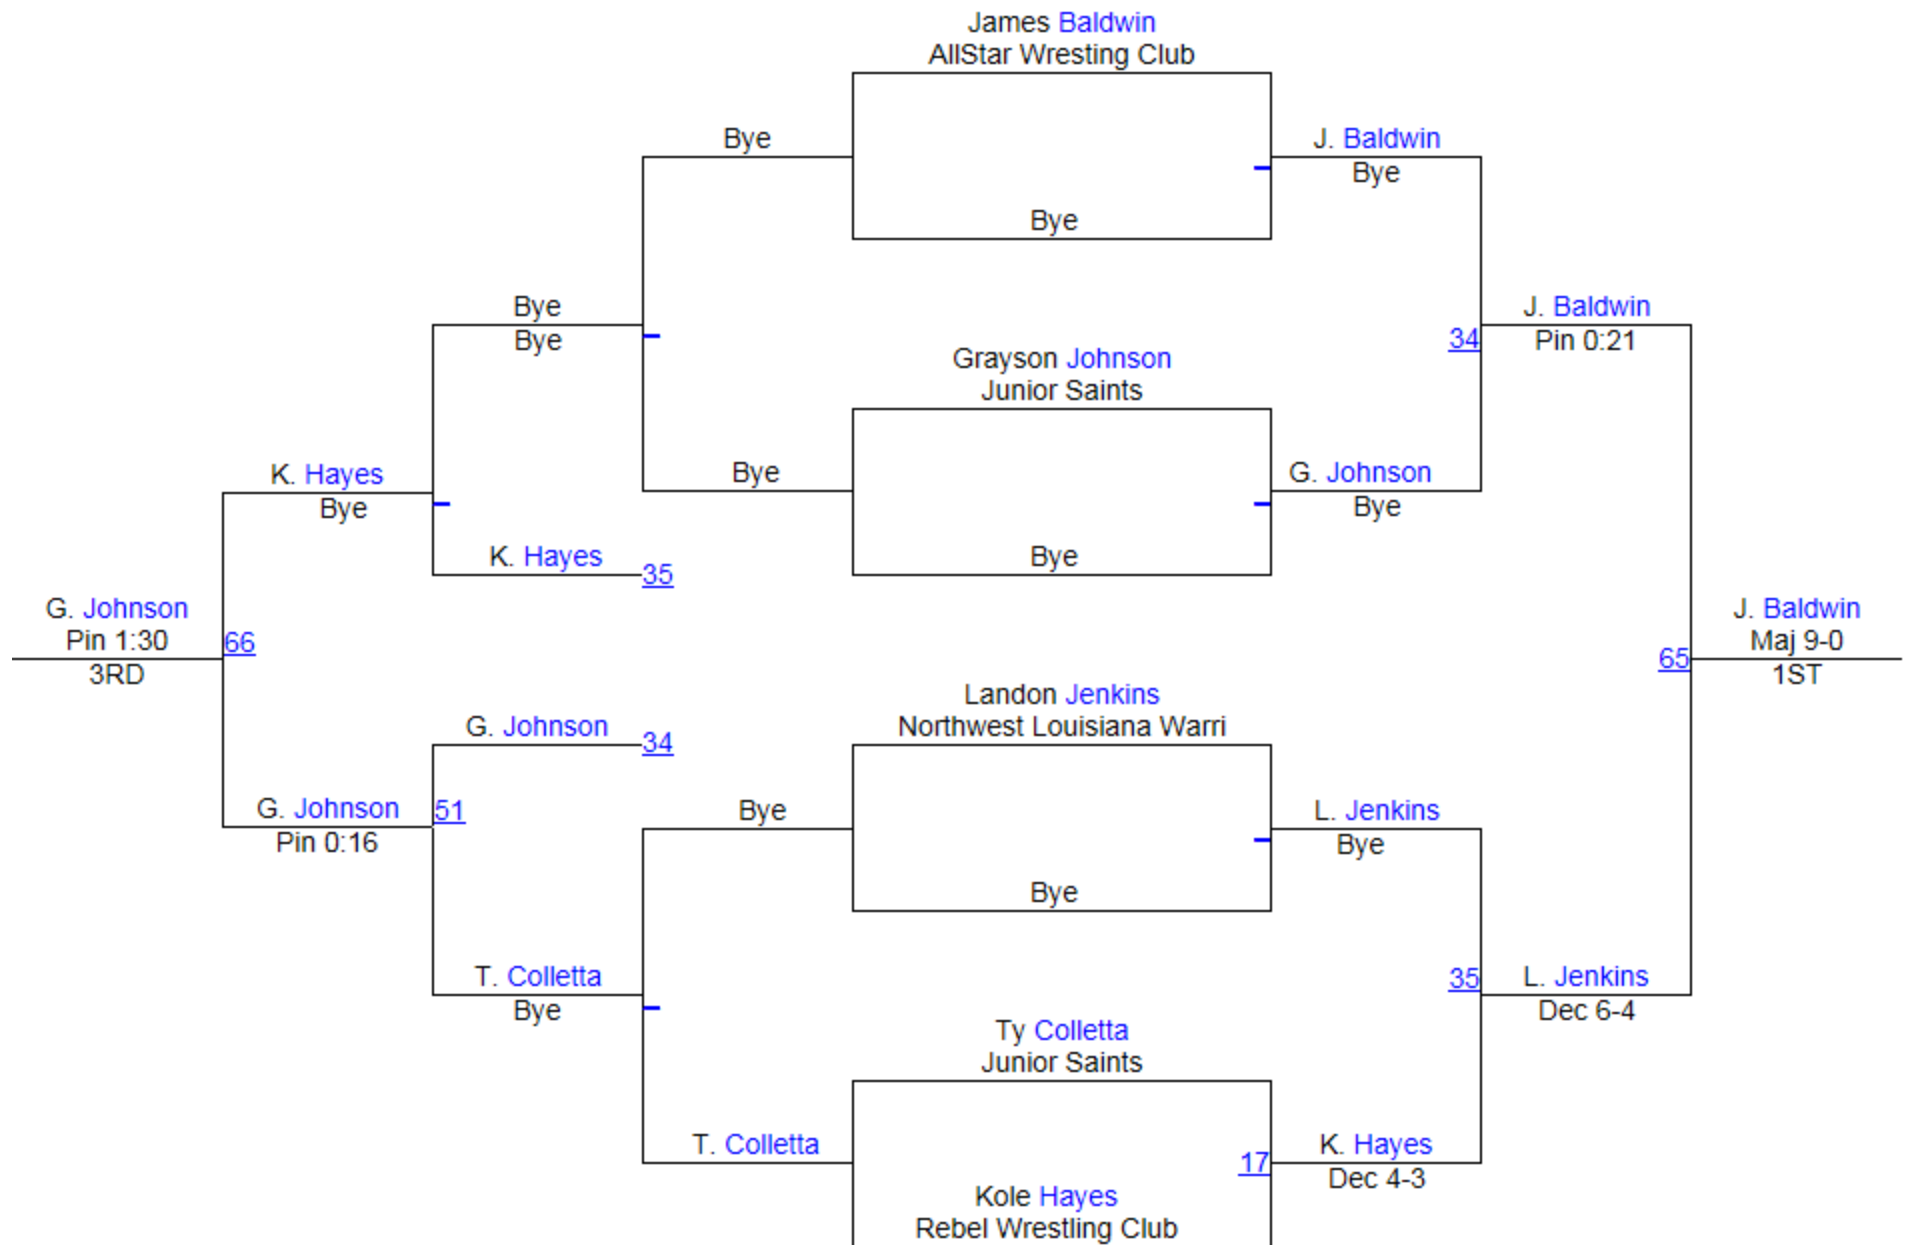 James Baldwin
AllStar Wresting Club
Bye
J. Baldwin
Bye
Bye
Bye
Bye
J. Baldwin
Pin 0:21
34
Grayson Johnson
Junior Saints
K. Hayes
Bye
Bye
G. Johnson
Bye
K. Hayes
35
Bye
G. Johnson
Pin 1:30
3RD
66
J. Baldwin
Maj 9-0
1ST
65
G. Johnson
34
Landon Jenkins
Northwest Louisiana Warri
G. Johnson
Pin 0:16
51
Bye
L. Jenkins
Bye
Bye
T. Colletta
Bye
35
L. Jenkins
Dec 6-4
Ty Colletta
Junior Saints
T. Colletta
17
K. Hayes
Dec 4-3
Kole Hayes
Rebel Wrestling Club